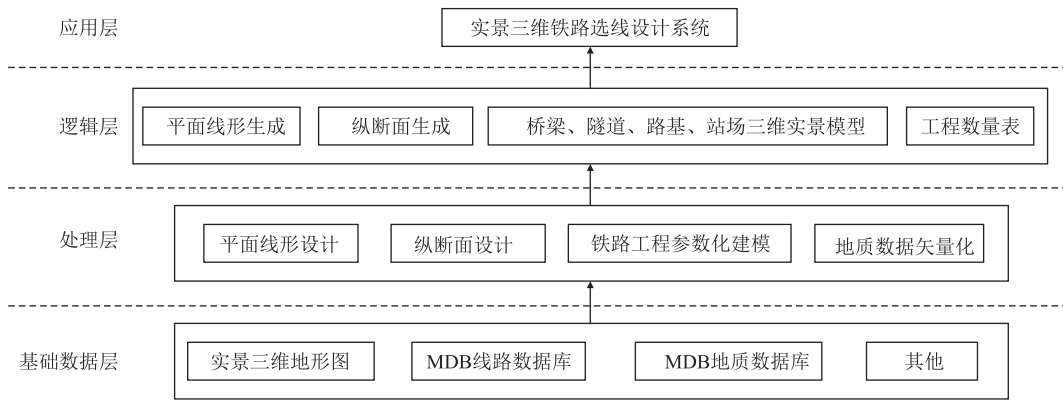 应用层
实景三维铁路选线设计系统
逻辑层
平面线形生成
纵断面生成
桥梁、隧道、路基、站场三维实景模型
工程数量表
处理层
平面线形设计
纵断面设计
铁路工程参数化建模
地质数据矢量化
基础数据层
实景三维地形图
MDB线路数据库
MDB地质数据库
其他